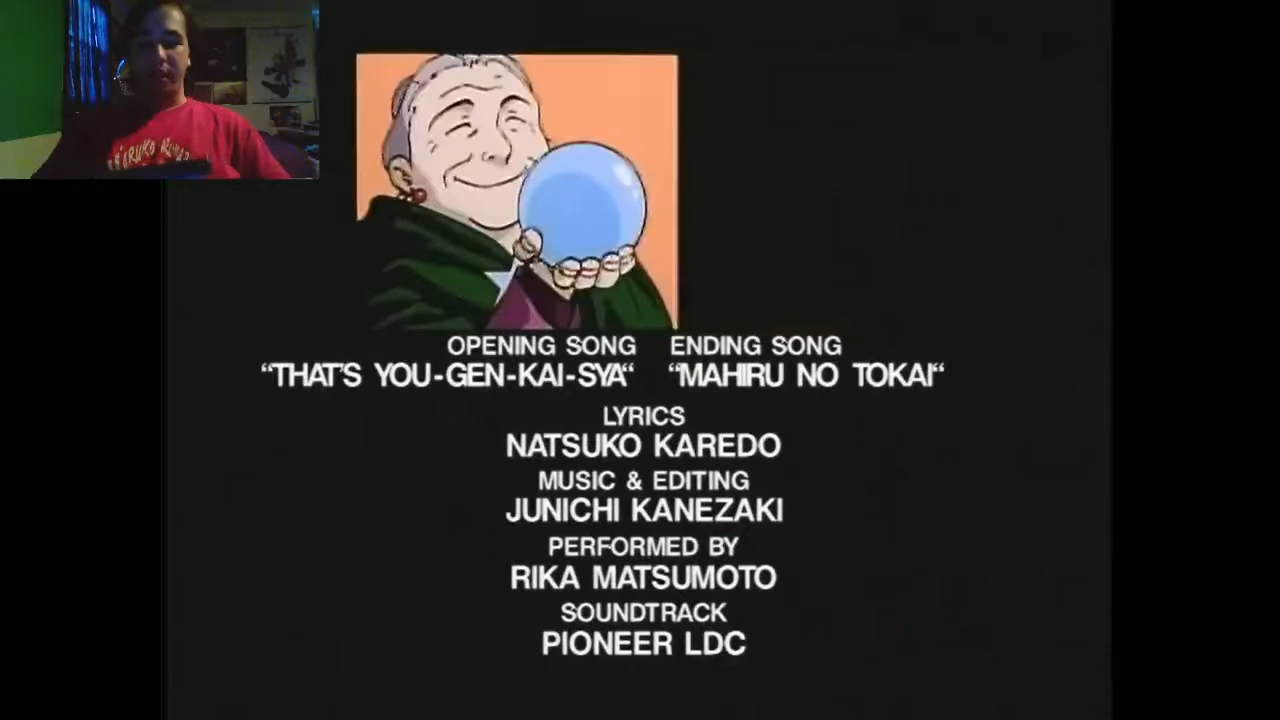 OPENING SONG ENDING SONG
“THAT'S YOU-GEN-KAI-SYA“ “MAHIRU NO TOKAI“
LYRICS
NATSUKO KAREDO
MUSIC & EDITING
JUNICHI KANEZAKI
PERFORMED BY
RIKA MATSUMOTO
SOUNDTRACK
PIONEER LDC